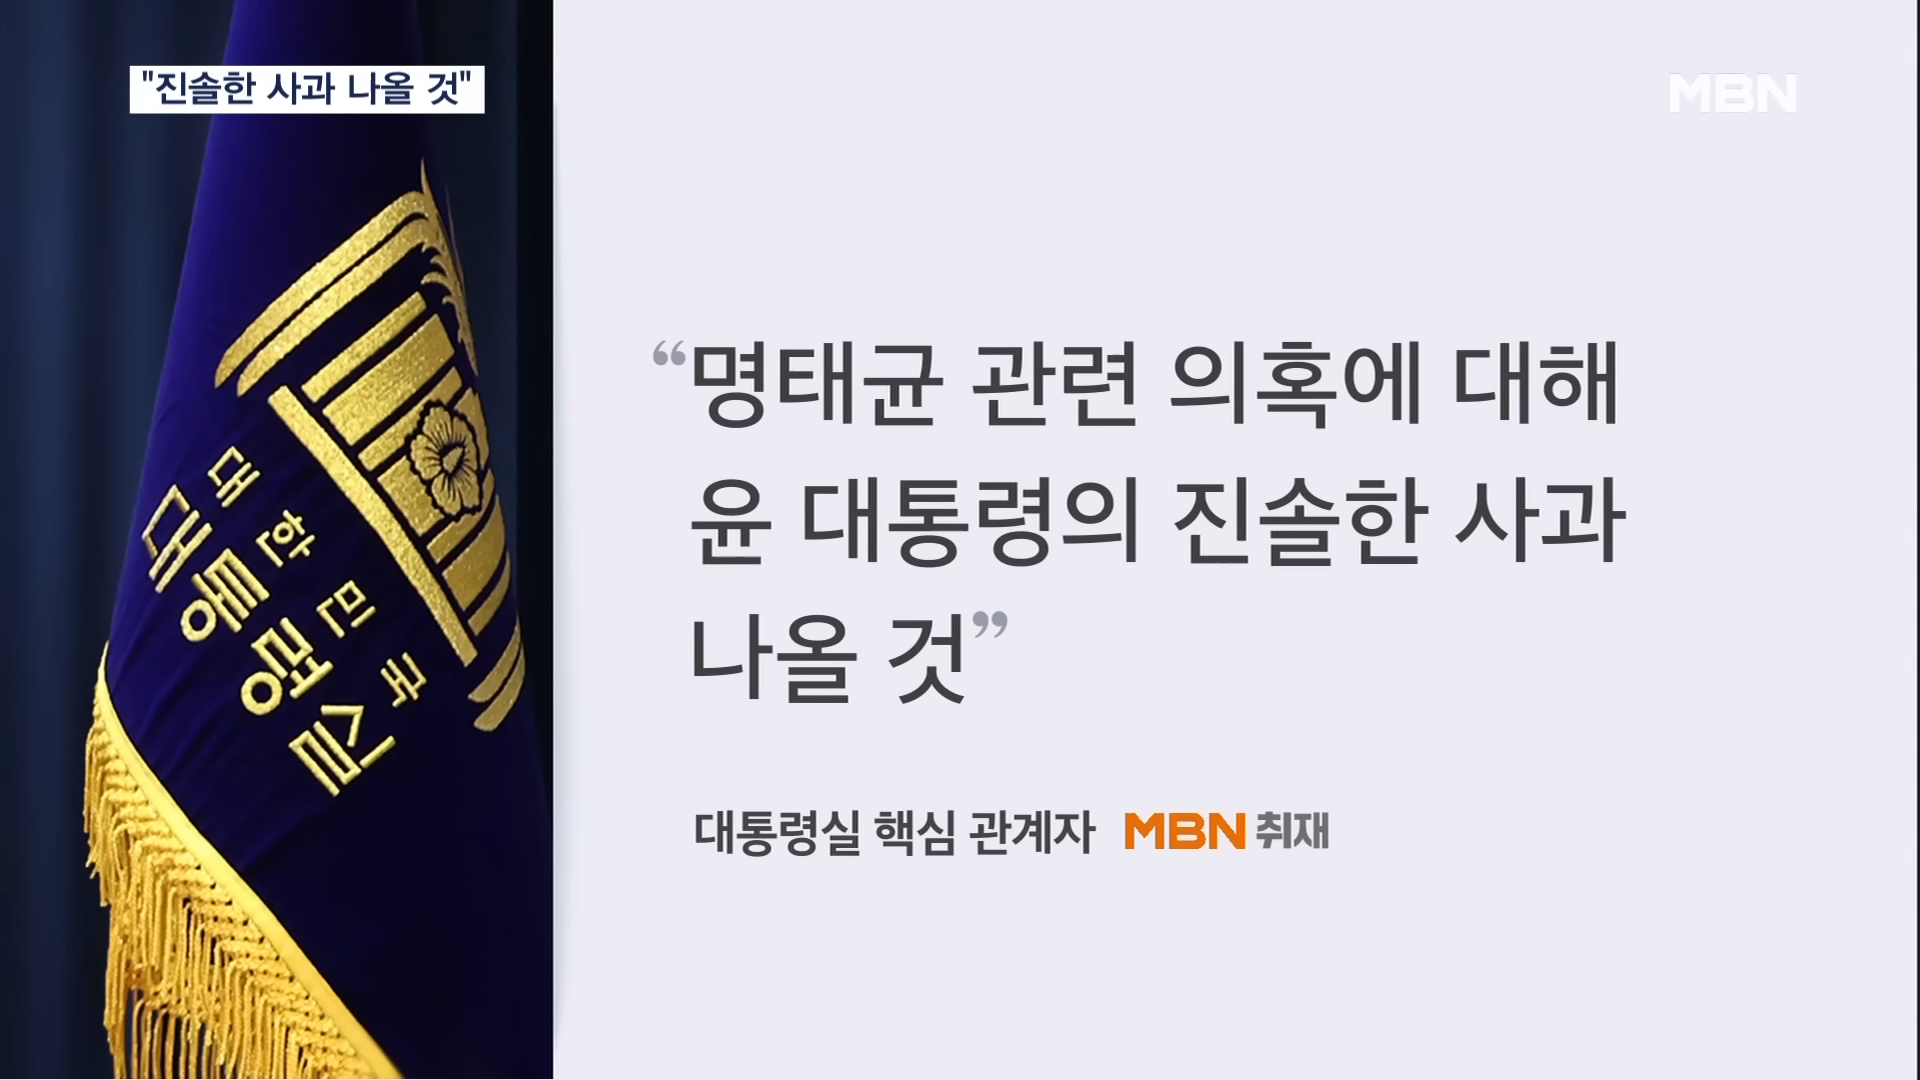 "진솔한 사과 나올 것"
MBN
대한민국
대통령실
“명태균 관련 의혹에 대해
윤 대통령의 진솔한 사과
나올 것”
대통령실 핵심 관계자 MBN 취재